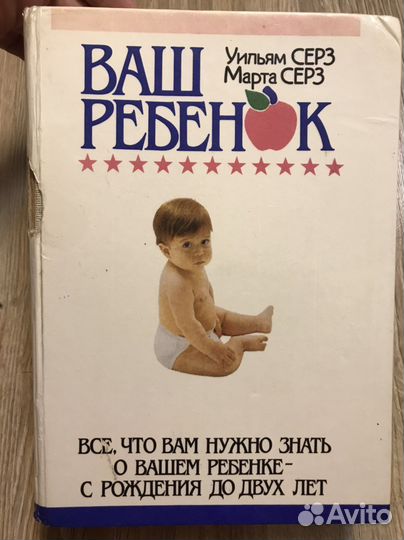 Уильям СЕРЗ
Марта СЕРЗ
ВАШ
РЕБЕНОК
ВСЕ, ЧТО ВАМ НУЖНО ЗНАТЬ
О ВАШЕМ РЕБЕНКЕ –
С РОЖДЕНИЯ ДО ДВУХ ЛЕТ
Avito